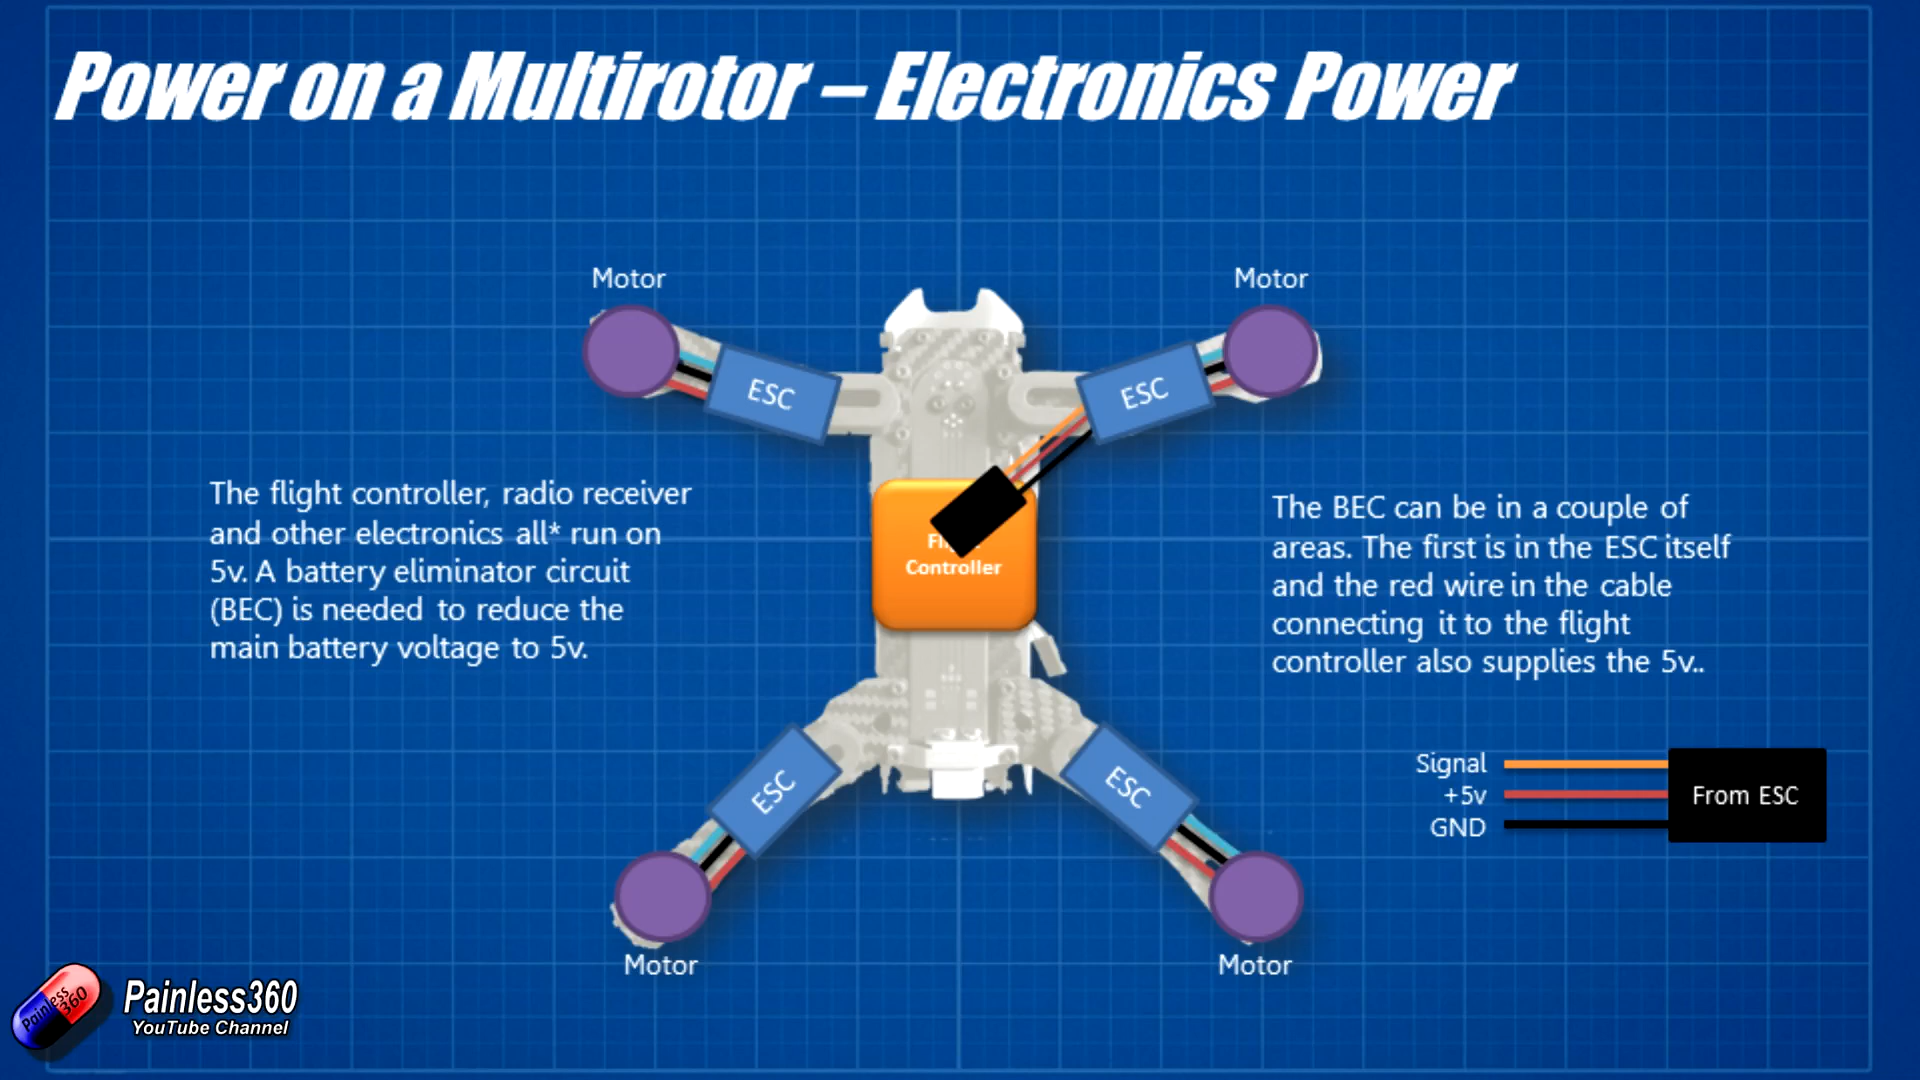 Power on a Multirotor – Electronics Power
Motor
Motor
ESC
ESC
The flight controller, radio receiver
and other electronics all* run on
5v. A battery eliminator circuit
(BEC) is needed to reduce the
main battery voltage to 5v.
Controller
The BEC can be in a couple of
areas. The first is in the ESC itself
and the red wire in the cable
connecting it to the flight
controller also supplies the 5v..
ESC
ESC
Signal
+5v
GND
From ESC
Motor
Motor
Painless360
Painless360
YouTube Channel